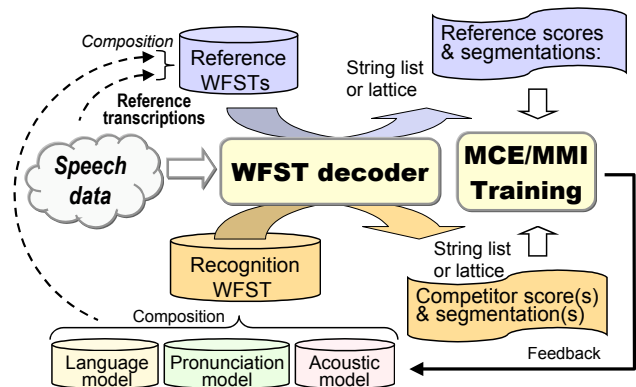 Composition
Reference
WFSTs
Reference
transcriptions
String list
or lattice
Reference scores
& segmentations:
Speech
data
WFST decoder
MCE/MMI
Training
Recognition
WFST
String list
or lattice
Competitor score(s)
& segmentation(s)
Composition
Language
model
Pronunciation
model
Acoustic
model
Feedback